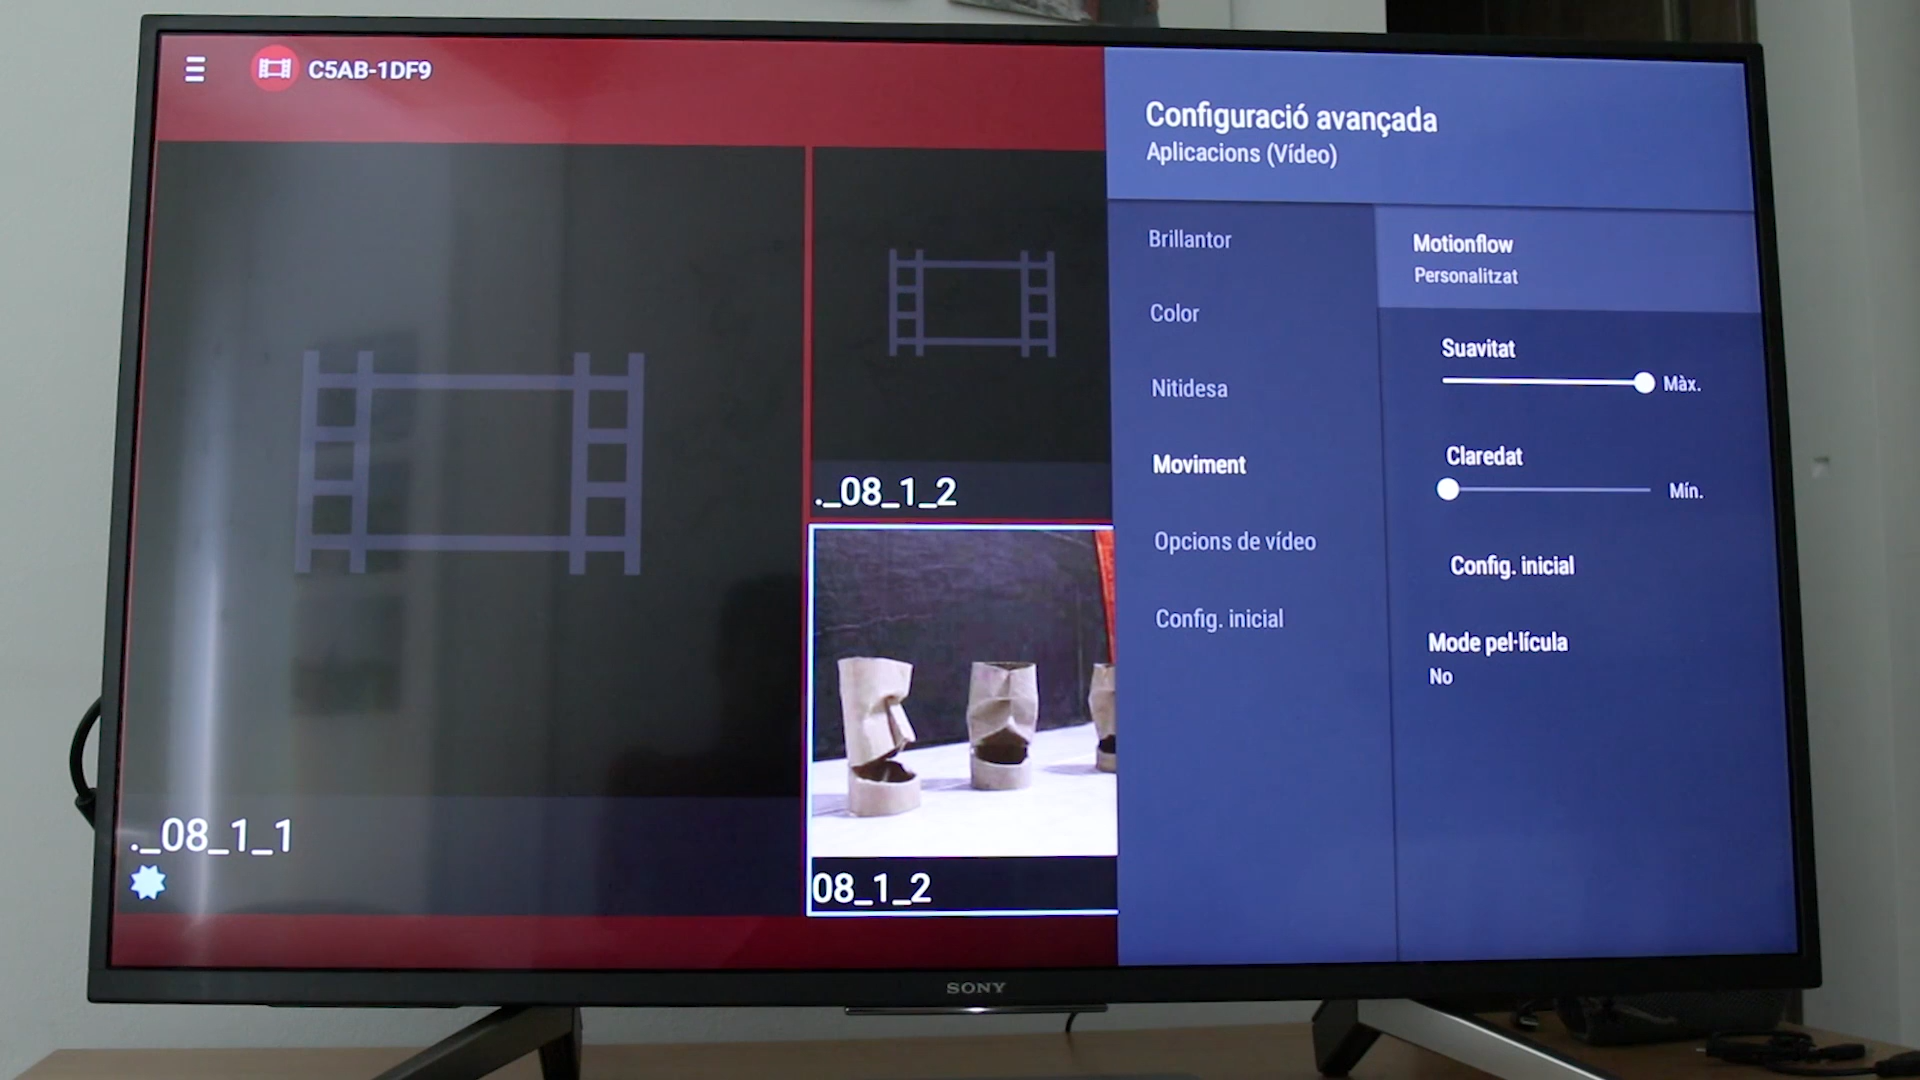 C5AB-1DF9
._08_1_1
._08_1_2
08_1_2
Configuració avançada
Aplicacions (Vídeo)
Brillantor
Color
Nitidesa
Moviment
Opcions de vídeo
Config. inicial
Motionflow
Personalitzat
Suavitat
Màx.
Claredat
Mín.
Config. inicial
Mode pel·lícula
No
SONY